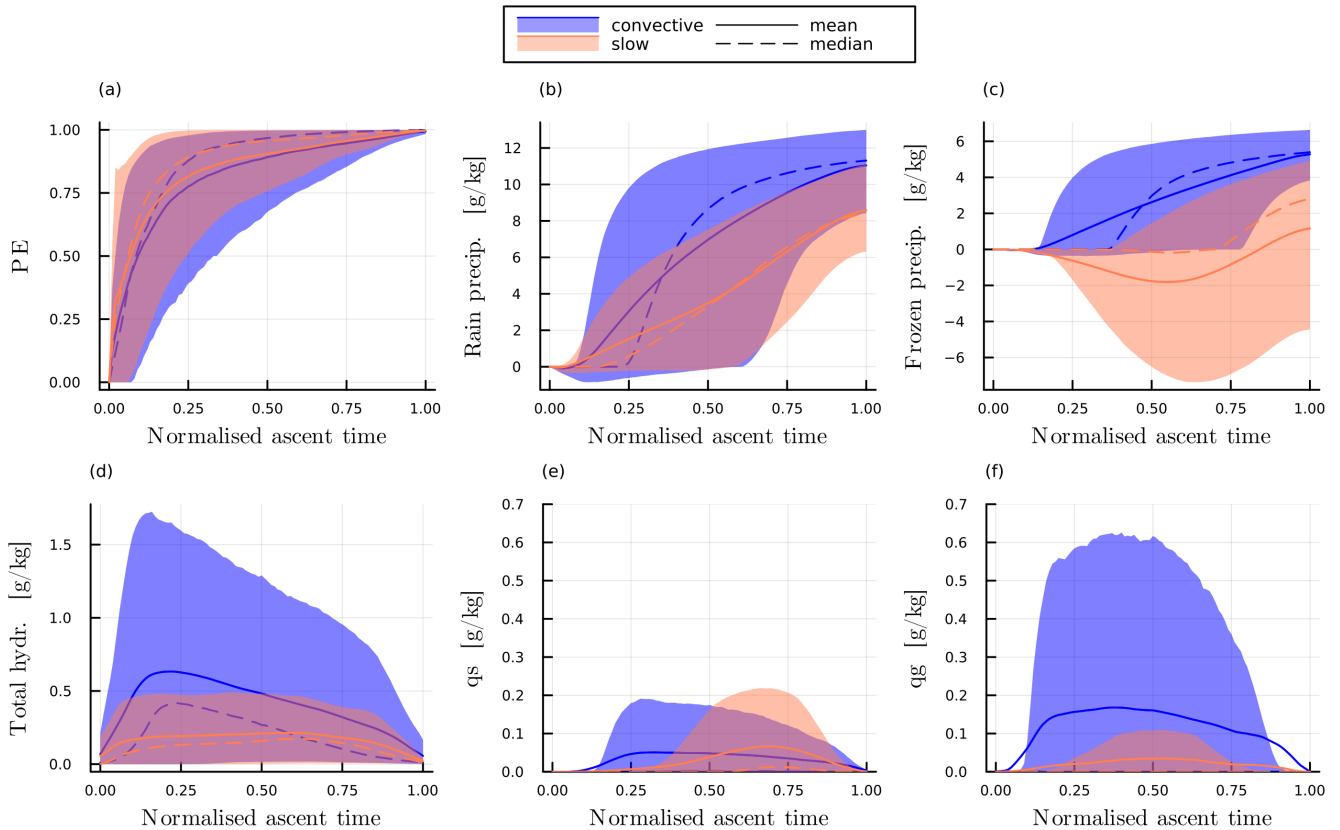 convective
mean
slow
median
(a)
(b)
(c)
1.00
0.75
0.50
0.25
0.00
PE
0.00 0.25 0.50 0.75 1.00
Normalised ascent time
12
10
8
6
4
2
0
Rain precip. [g/kg]
0.00 0.25 0.50 0.75 1.00
Normalised ascent time
6
4
2
0
−2
−4
−6
Frozen precip. [g/kg]
0.00 0.25 0.50 0.75 1.00
Normalised ascent time
(d)
(e)
(f)
1.5
1.0
0.5
0.0
Total hydr. [g/kg]
0.00 0.25 0.50 0.75 1.00
Normalised ascent time
0.7
0.6
0.5
0.4
0.3
0.2
0.1
0.0
qs [g/kg]
0.00 0.25 0.50 0.75 1.00
Normalised ascent time
0.7
0.6
0.5
0.4
0.3
0.2
0.1
0.0
qg [g/kg]
0.00 0.25 0.50 0.75 1.00
Normalised ascent time